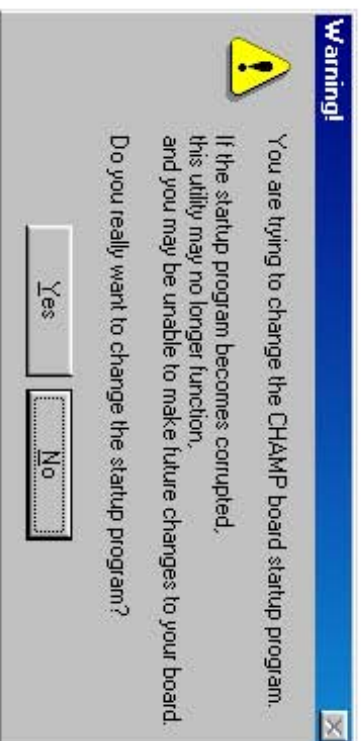 Warning!
You are trying to change the CHAMP board startup program.
If the startup program becomes corrupted,
this utility may no longer function,
and you may be unable to make future changes to your board.
Do you really want to change the startup program?
Yes
No